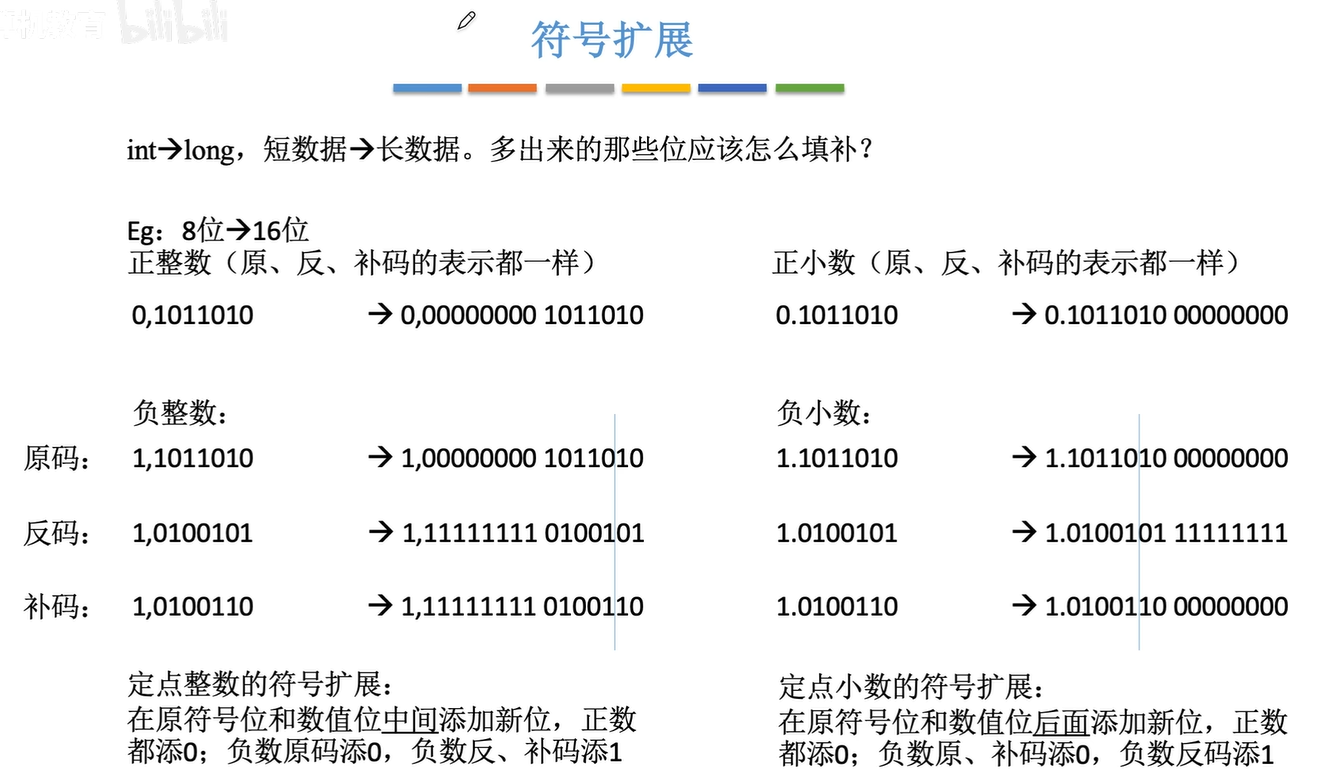 bilibili
符号扩展
int→long，短数据→长数据。多出来的那些位应该怎么填补？
Eg：8位→16位
正整数（原、反、补码的表示都一样）
0,1011010 → 0,00000000 1011010
正小数（原、反、补码的表示都一样）
0.1011010 → 0.1011010 00000000
负整数：
原码： 1,1011010 → 1,00000000 1011010
反码： 1,0100101 → 1,11111111 0100101
补码： 1,0100110 → 1,11111111 0100110
负小数：
1.1011010 → 1.1011010 00000000
1.0100101 → 1.0100101 11111111
1.0100110 → 1.0100110 00000000
定点整数的符号扩展：
在原符号位和数值位中间添加新位，正数
都添0；负数原码添0，负数反、补码添1
定点小数的符号扩展：
在原符号位和数值位后面添加新位，正数
都添0；负数原、补码添0，负数反码添1